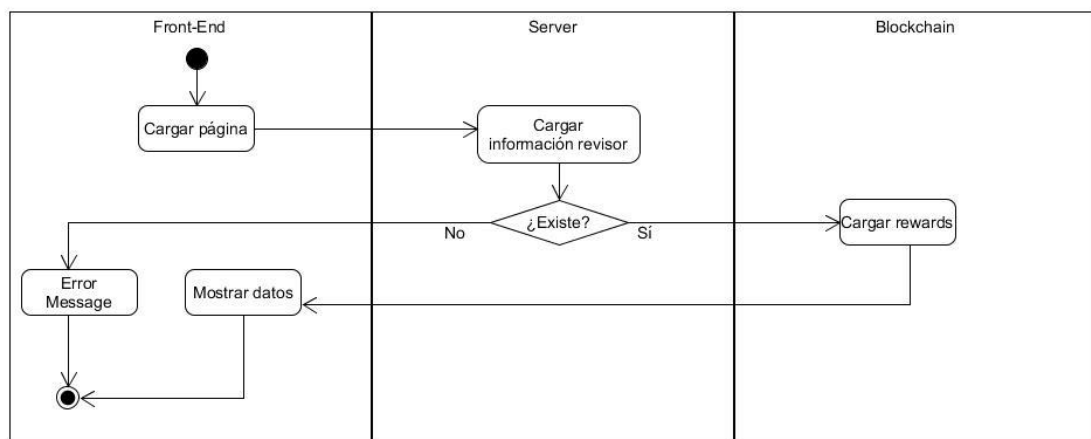 Front-End
Server
Blockchain
Cargar página
Cargar
información revisor
¿Existe?
No
Sí
Cargar rewards
Error
Message
Mostrar datos